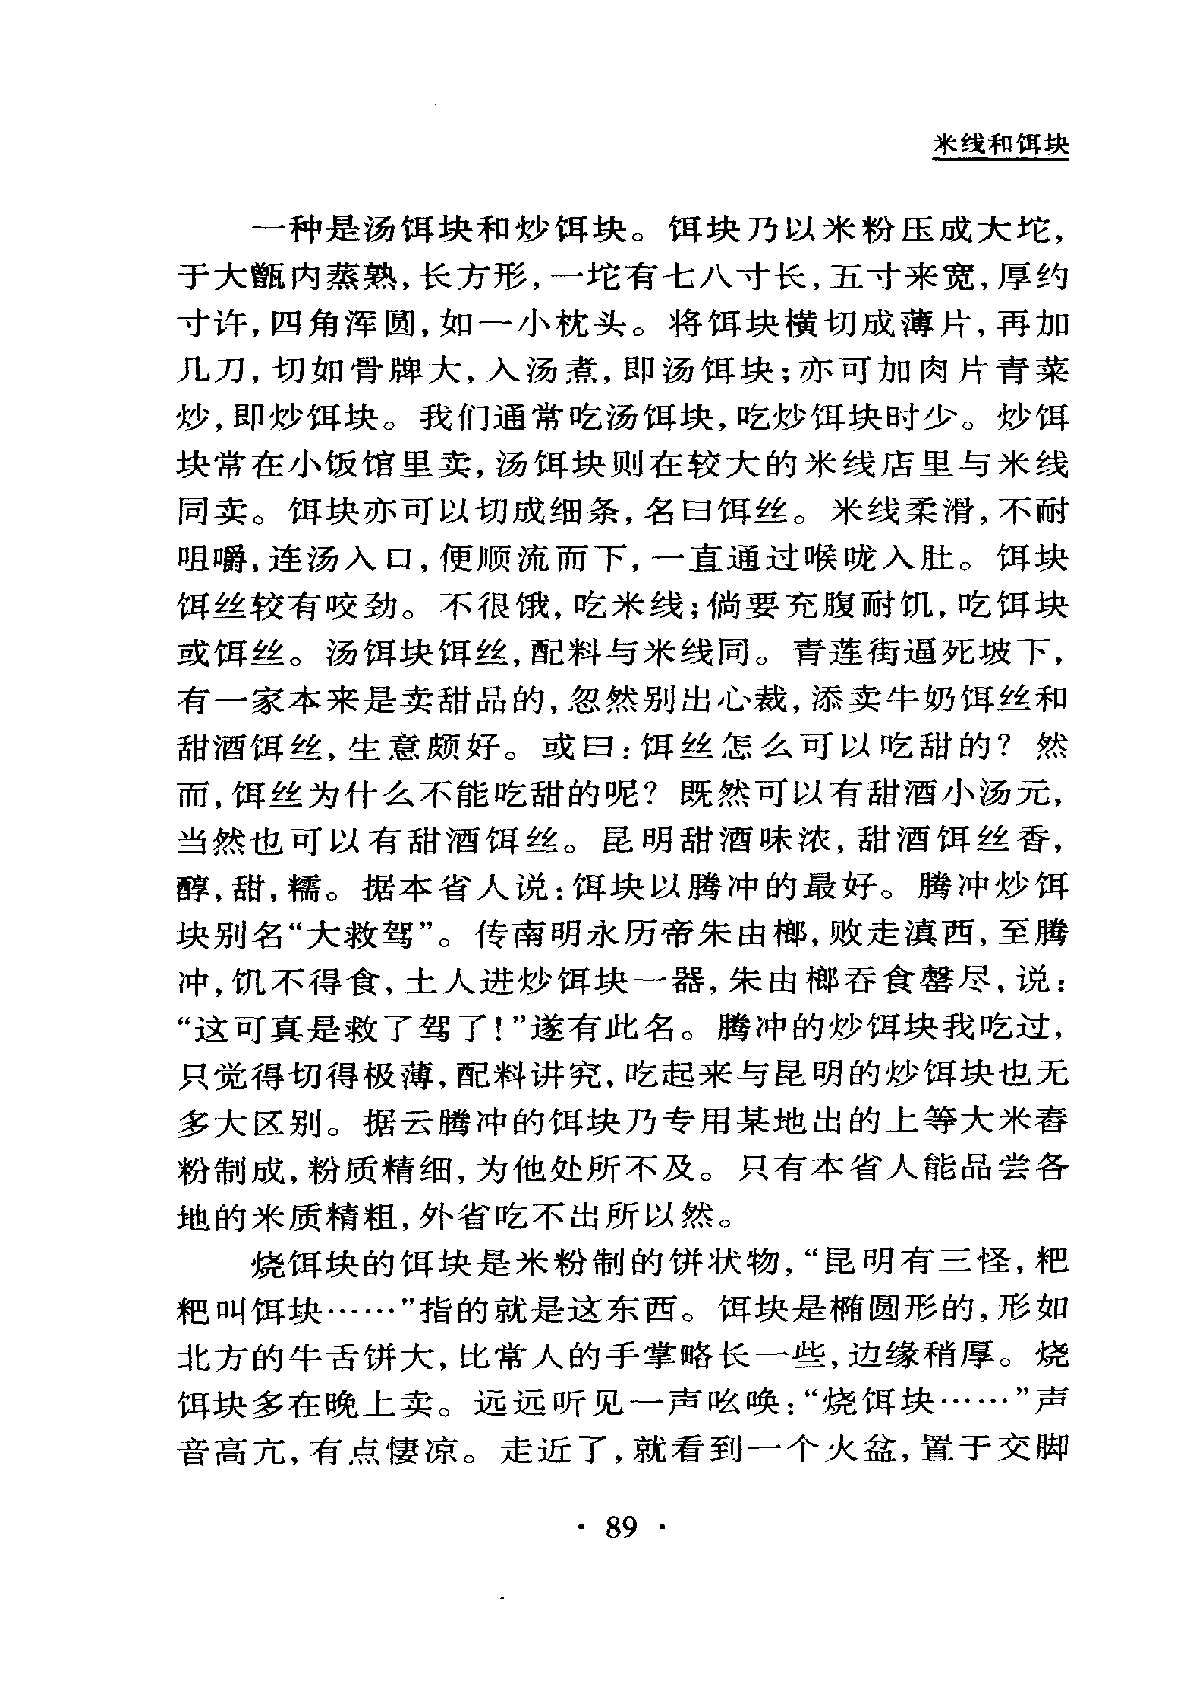 米线和饵块
一种是汤饵块和炒饵块。饵块乃以米粉压成大坨，
于大甑内蒸熟，长方形，一坨有七八寸长，五寸来宽，厚约
寸许，四角浑圆，如一小枕头。将饵块横切成薄片，再加
几刀，切如骨牌大，入汤煮，即汤饵块；亦可加肉片青菜
炒，即炒饵块。我们通常吃汤饵块，吃炒饵块时少。炒饵
块常在小饭馆里卖，汤饵块则在较大的米线店里与米线
同卖。饵块亦可以切成细条，名曰饵丝。米线柔滑，不耐
咀嚼，连汤入口，便顺流而下，一直通过喉咙入肚。饵块
饵丝较有咬劲。不很饿，吃米线；倘要充腹耐饥，吃饵块
或饵丝。汤饵块饵丝，配料与米线同。青莲街逼死坡下，
有一家本来是卖甜品的，忽然别出心裁，添卖牛奶饵丝和
甜酒饵丝，生意颇好。或曰：饵丝怎么可以吃甜的？然
而，饵丝为什么不能吃甜的呢？既然可以有甜酒小汤元，
当然也可以有甜酒饵丝。昆明甜酒味浓，甜酒饵丝香，
醇，甜，糯。据本省人说：饵块以腾冲的最好。腾冲炒饵
块别名“大救驾”。传南明永历帝朱由榔，败走滇西，至腾
冲，饥不得食，土人进炒饵块一器，朱由榔吞食罄尽，说：
“这可真是救了驾了！”遂有此名。腾冲的炒饵块我吃过，
只觉得切得极薄，配料讲究，吃起来与昆明的炒饵块也无
多大区别。据云腾冲的饵块乃专用某地出的上等大米舂
粉制成，粉质精细，为他处所不及。只有本省人能品尝各
地的米质精粗，外省吃不出所以然。
烧饵块的饵块是米粉制的饼状物，“昆明有三怪，粑
粑叫饵块……”指的就是这东西。饵块是椭圆形的，形如
北方的牛舌饼大，比常人的手掌略长一些，边缘稍厚。烧
饵块多在晚上卖。远远听见一声吆唤：“烧饵块……”声
音高亢，有点悽凉。走近了，就看到一个火盆，置于交脚
· 89 ·